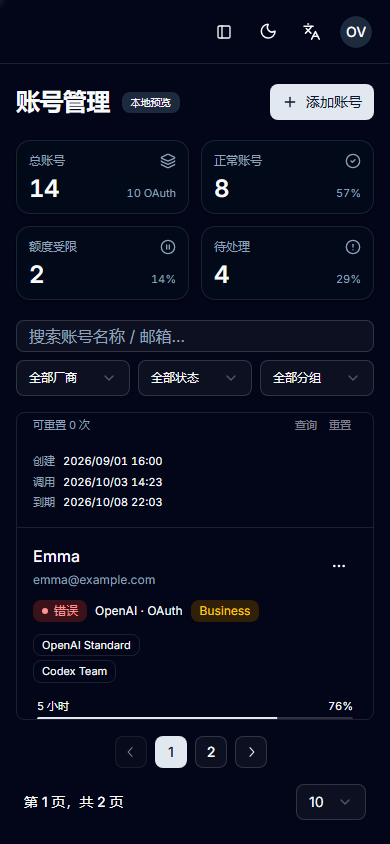 OV
账号管理 本地预览 添加账号
总账号 正常账号
14 10 OAuth 8 57%
额度受限 待处理
2 14% 4 29%
搜索账号名称 / 邮箱...
全部厂商 全部状态 全部分组
可重置 0 次 查询 重置
创建 2026/09/01 16:00
调用 2026/10/03 14:23
到期 2026/10/08 22:03
Emma
emma@example.com
错误 OpenAI · OAuth Business
OpenAI Standard
Codex Team
5 小时 76%
1 2
第 1 页，共 2 页 10